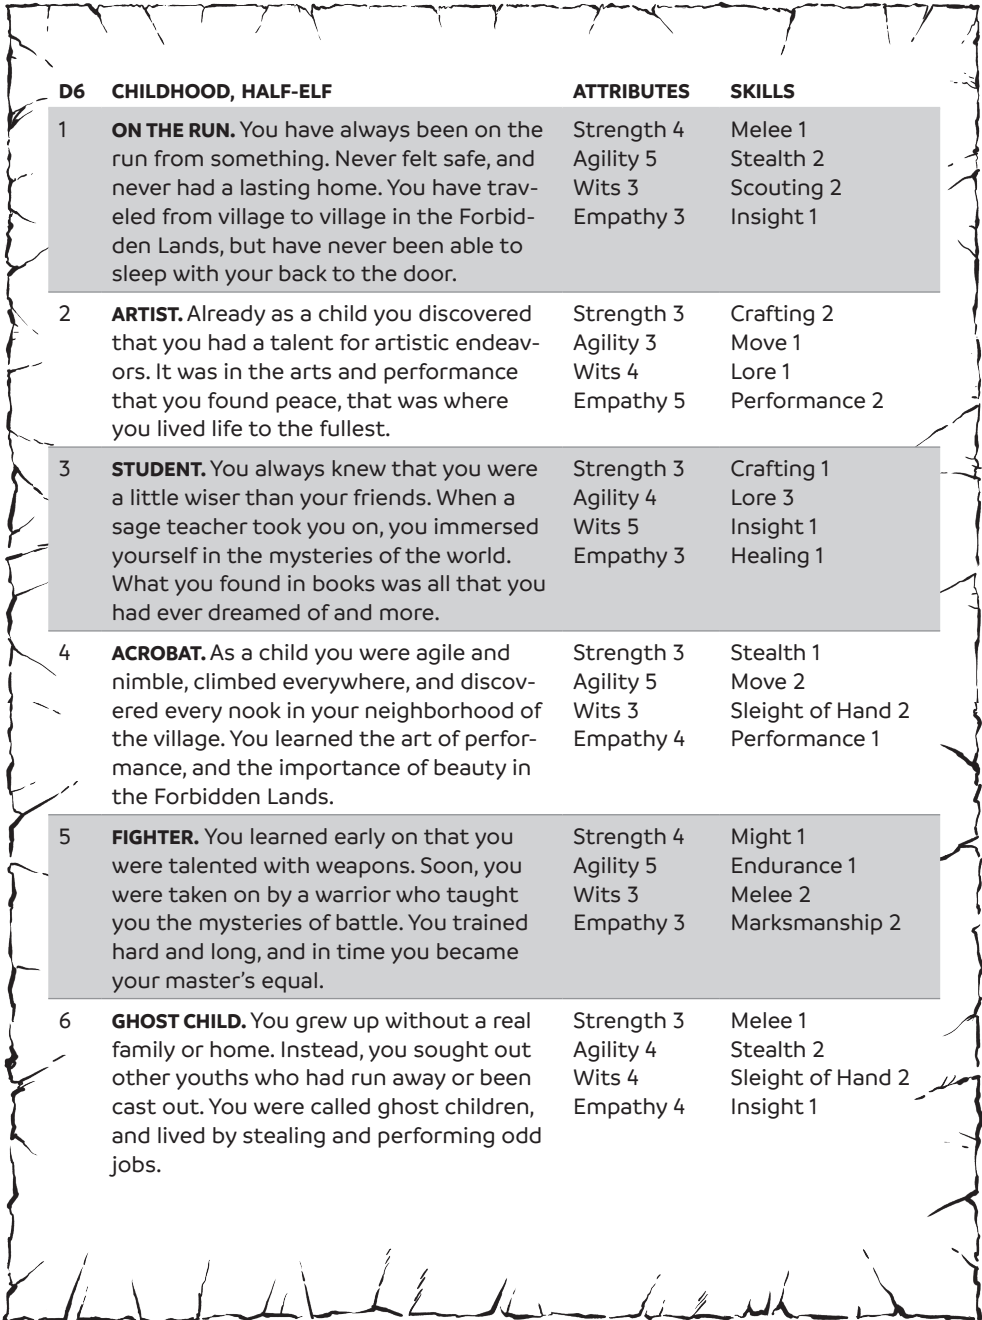 D6 CHILDHOOD, HALF-ELF ATTRIBUTES SKILLS
1 ON THE RUN. You have always been on the Strength 4 Melee 1
run from something. Never felt safe, and Agility 5 Stealth 2
never had a lasting home. You have trav- Wits 3 Scouting 2
eled from village to village in the Forbid- Empathy 3 Insight 1
den Lands, but have never been able to
sleep with your back to the door.
2 ARTIST. Already as a child you discovered Strength 3 Crafting 2
that you had a talent for artistic endeav- Agility 3 Move 1
ors. It was in the arts and performance Wits 4 Lore 1
that you found peace, that was where Empathy 5 Performance 2
you lived life to the fullest.
3 STUDENT. You always knew that you were Strength 3 Crafting 1
a little wiser than your friends. When a Agility 4 Lore 3
sage teacher took you on, you immersed Wits 5 Insight 1
yourself in the mysteries of the world. Empathy 3 Healing 1
What you found in books was all that you
had ever dreamed of and more.
4 ACROBAT. As a child you were agile and Strength 3 Stealth 1
nimble, climbed everywhere, and discov- Agility 5 Move 2
ered every nook in your neighborhood of Wits 3 Sleight of Hand 2
the village. You learned the art of perfor- Empathy 4 Performance 1
mance, and the importance of beauty in
the Forbidden Lands.
5 FIGHTER. You learned early on that you Strength 4 Might 1
were talented with weapons. Soon, you Agility 5 Endurance 1
were taken on by a warrior who taught Wits 3 Melee 2
you the mysteries of battle. You trained Empathy 3 Marksmanship 2
hard and long, and in time you became
your master's equal.
6 GHOST CHILD. You grew up without a real Strength 3 Melee 1
family or home. Instead, you sought out Agility 4 Stealth 2
other youths who had run away or been Wits 4 Sleight of Hand 2
cast out. You were called ghost children, Empathy 4 Insight 1
and lived by stealing and performing odd
jobs.